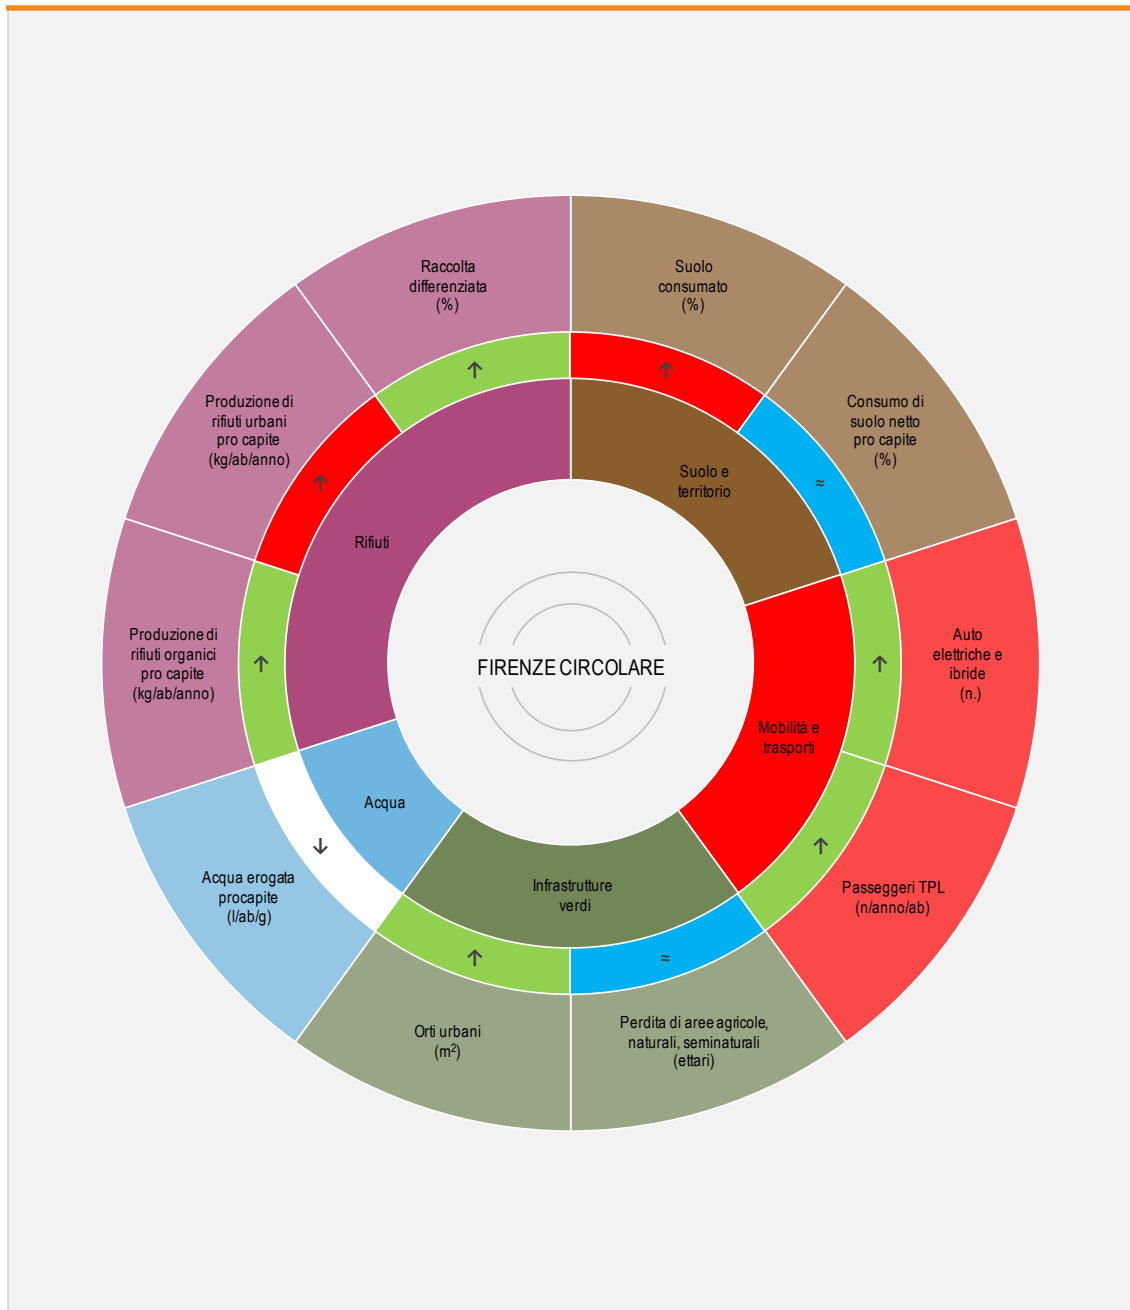 Raccolta
differenziata
(%)
Suolo
consumato
(%)
↑
↑
Produzione di
rifiuti urbani
pro capite
(kg/ab/anno)
Consumo di
suolo netto
pro capite
(%)
↑
≈
Suolo e
territorio
Rifiuti
Produzione di
rifiuti organici
pro capite
(kg/ab/anno)
↑
FIRENZE CIRCOLARE
↑
Auto
elettriche e
ibride
(n.)
Mobilità e
trasporti
Acqua
↓
↑
Acqua erogata
procapite
(l/ab/g)
Infrastrutture
verdi
Passeggeri TPL
(n/anno/ab)
↑
≈
Orti urbani
(m²)
Perdita di aree agricole,
naturali, seminaturali
(ettari)